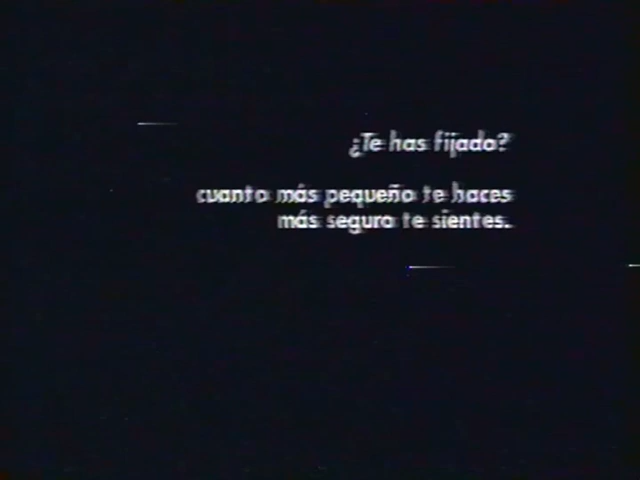 ¿Te has fijado?
cuanto más pequeño te haces
más seguro te sientes.